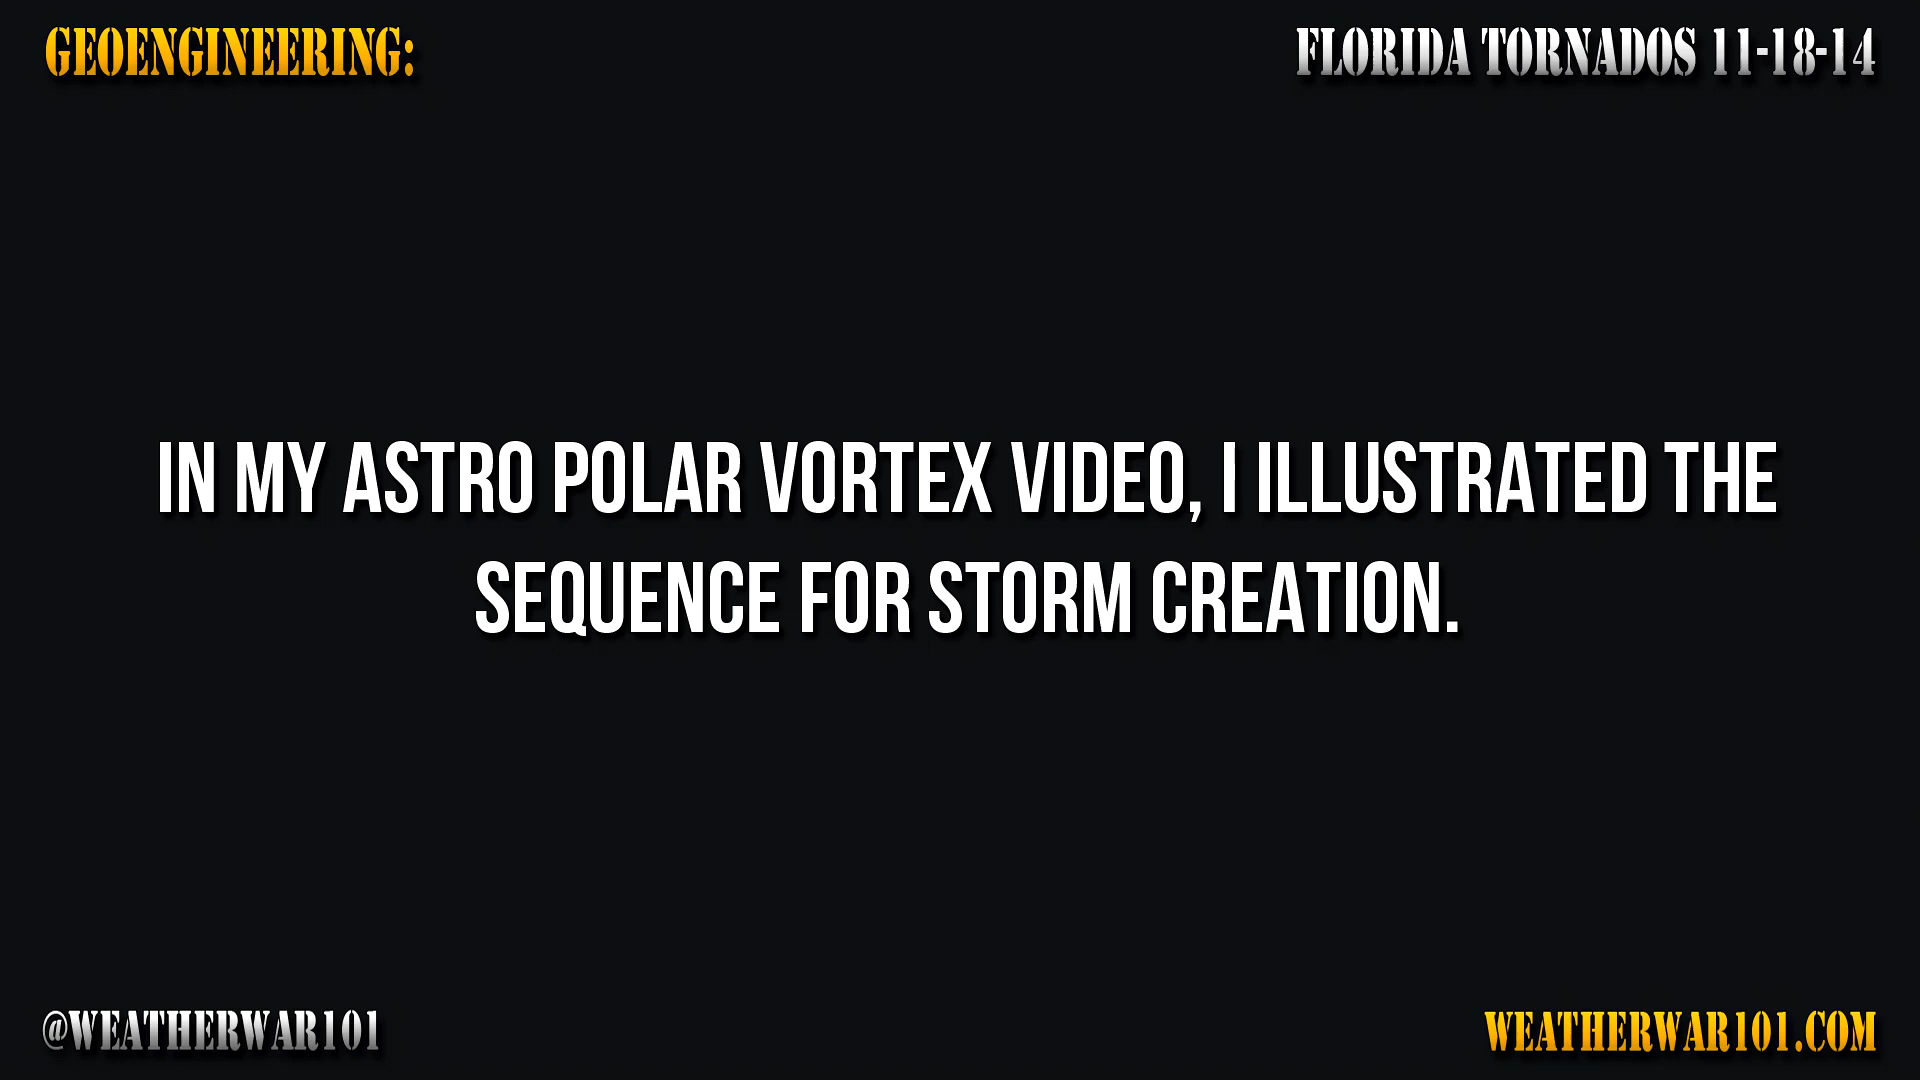 GEOENGINEERING:
FLORIDA TORNADOS 11-18-14
IN MY ASTRO POLAR VORTEX VIDEO, I ILLUSTRATED THE
SEQUENCE FOR STORM CREATION.
@WEATHERWAR101
WEATHERWAR101.COM